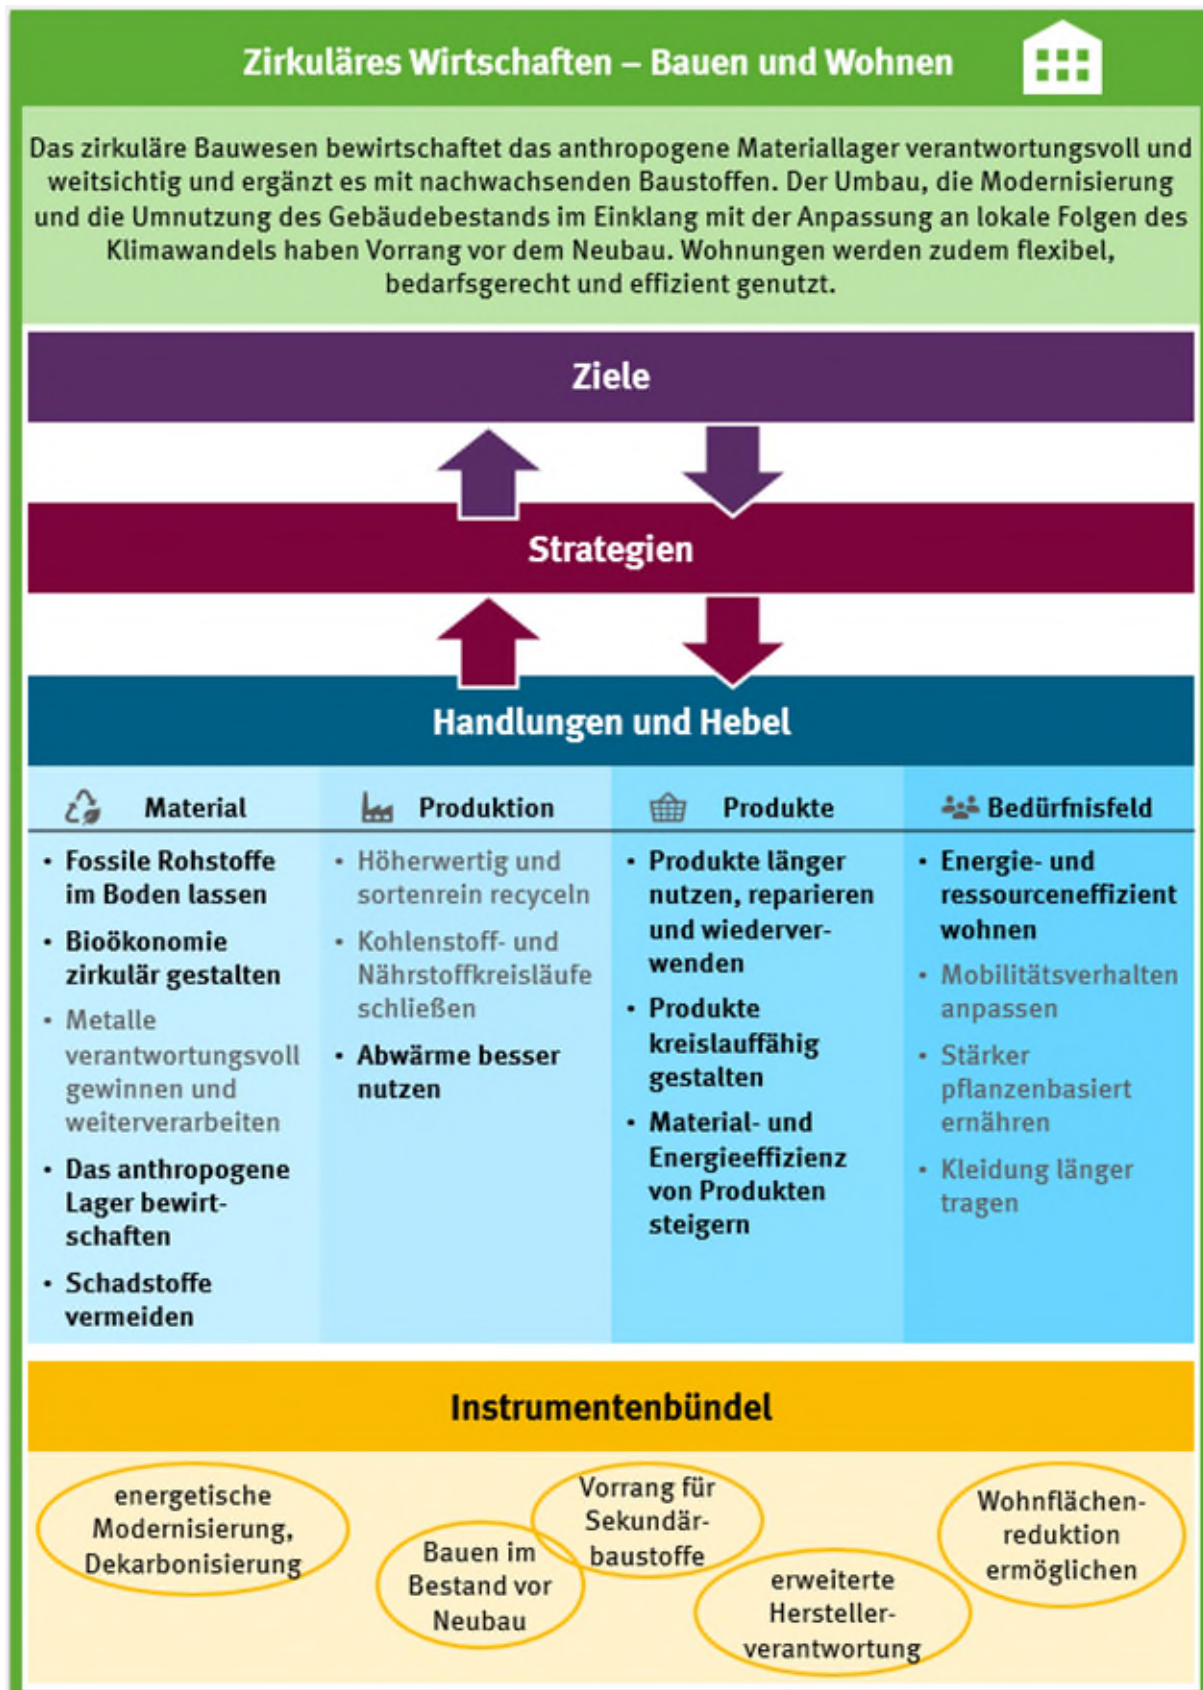 Zirkuläres Wirtschaften – Bauen und Wohnen
Das zirkuläre Bauwesen bewirtschaftet das anthropogene Materiallager verantwortungsvoll und
weitsichtig und ergänzt es mit nachwachsenden Baustoffen. Der Umbau, die Modernisierung
und die Umnutzung des Gebäudebestands im Einklang mit der Anpassung an lokale Folgen des
Klimawandels haben Vorrang vor dem Neubau. Wohnungen werden zudem flexibel,
bedarfsgerecht und effizient genutzt.
Ziele
Strategien
Handlungen und Hebel
Material
• Fossile Rohstoffe
im Boden lassen
• Bioökonomie
zirkulär gestalten
• Metalle
verantwortungsvoll
gewinnen und
weiterverarbeiten
• Das anthropogene
Lager bewirt-
schaften
• Schadstoffe
vermeiden
Produktion
• Höherwertig und
sortenrein recyceln
• Kohlenstoff- und
Nährstoffkreisläufe
schließen
• Abwärme besser
nutzen
Produkte
• Produkte länger
nutzen, reparieren
und wiederver-
wenden
• Produkte
kreislauffähig
gestalten
• Material- und
Energieeffizienz
von Produkten
steigern
Bedürfnisfeld
• Energie- und
ressourceneffizient
wohnen
• Mobilitätsverhalten
anpassen
• Stärker
pflanzenbasiert
ernähren
• Kleidung länger
tragen
Instrumentenbündel
energetische
Modernisierung,
Dekarbonisierung
Bauen im
Bestand vor
Neubau
Vorrang für
Sekundär-
baustoffe
erweiterte
Hersteller-
verantwortung
Wohnflächen-
reduktion
ermöglichen